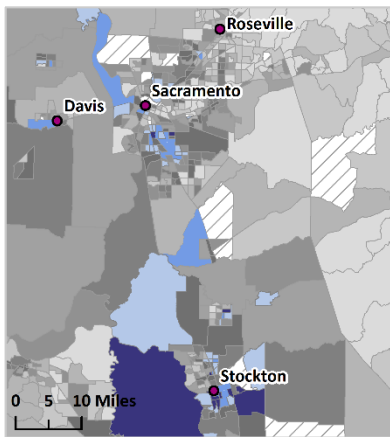 Roseville
Sacramento
Davis
Stockton
0 5 10 Miles